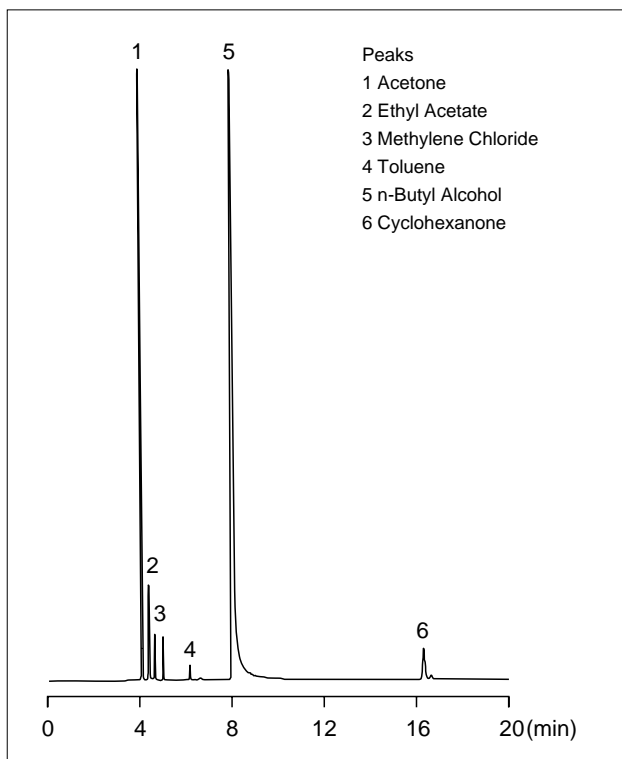 1
5
Peaks
1 Acetone
2 Ethyl Acetate
3 Methylene Chloride
4 Toluene
5 n-Butyl Alcohol
6 Cyclohexanone
2
3
4
6
0 4 8 12 16 20 (min)